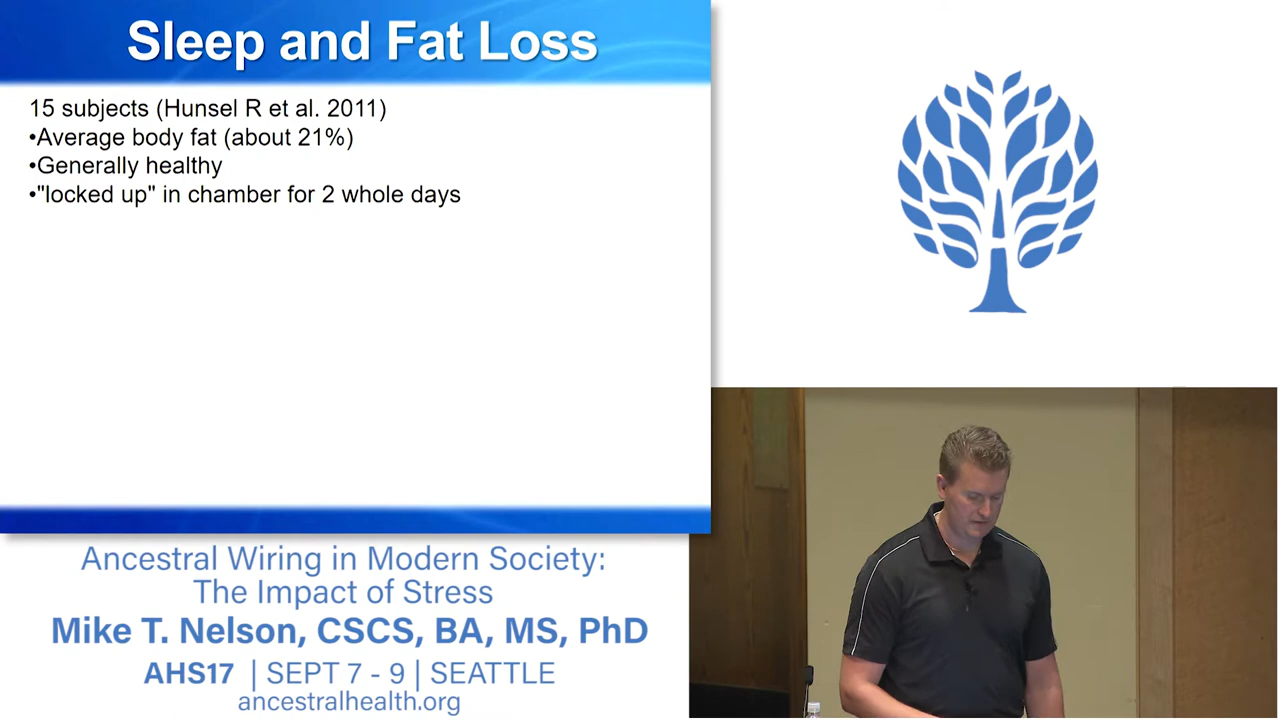 Sleep and Fat Loss
15 subjects (Hunsel R et al. 2011)
•Average body fat (about 21%)
•Generally healthy
•"locked up" in chamber for 2 whole days
Ancestral Wiring in Modern Society:
The Impact of Stress
Mike T. Nelson, CSCS, BA, MS, PhD
AHS17 | SEPT 7 - 9 | SEATTLE
ancestralhealth.org